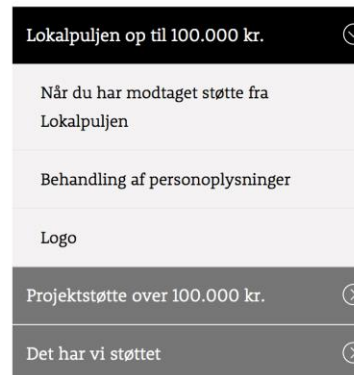 Lokalpuljen op til 100.000 kr.
Når du har modtaget støtte fra
Lokalpuljen
Behandling af personoplysninger
Logo
Projektstøtte over 100.000 kr.
Det har vi støttet